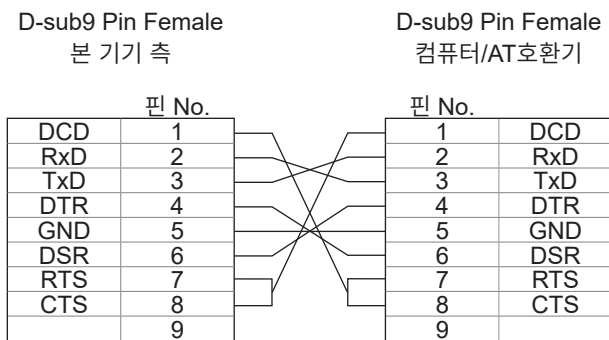 D-sub9 Pin Female D-sub9 Pin Female
본 기기 측 컴퓨터/AT호환기
핀 No. 핀 No.
DCD 1 1 DCD
RxD 2 2 RxD
TxD 3 3 TxD
DTR 4 4 DTR
GND 5 5 GND
DSR 6 6 DSR
RTS 7 7 RTS
CTS 8 8 CTS
9 9